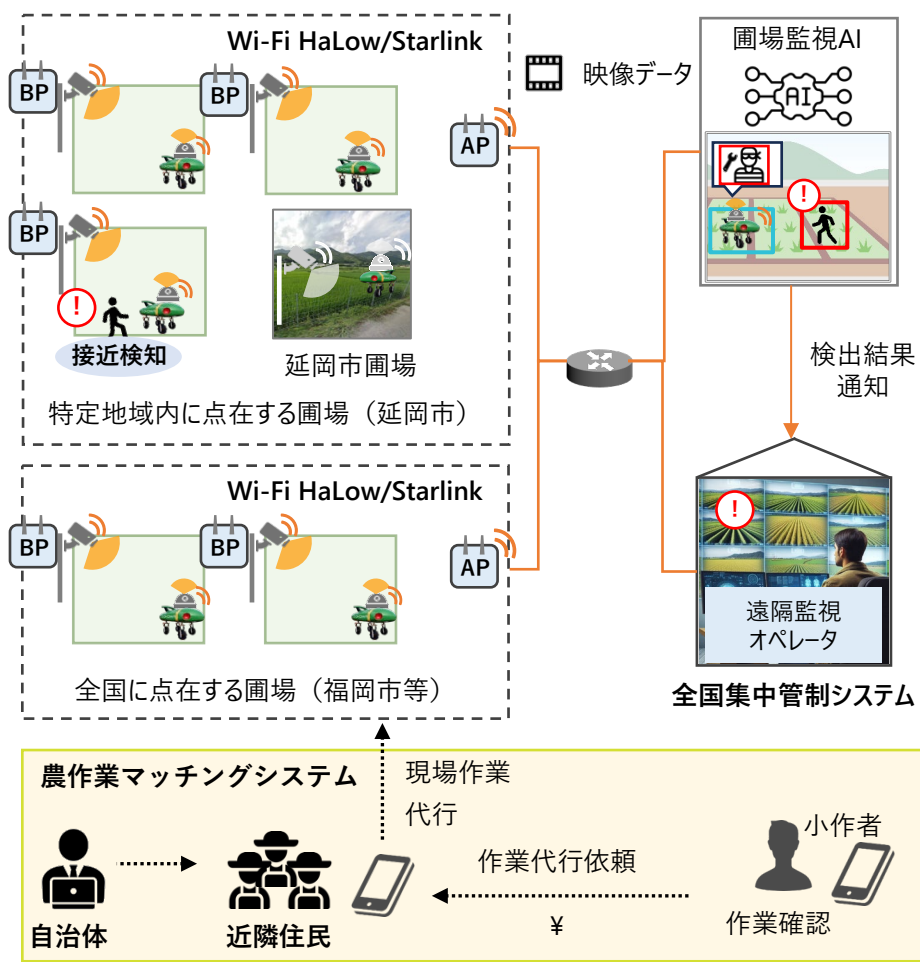 Wi-Fi HaLow/Starlink
BP
BP
AP
BP
!
接近検知
延岡市圃場
特定地域内に点在する圃場（延岡市）
映像データ
圃場監視AI
AI
!
検出結果
通知
Wi-Fi HaLow/Starlink
BP
BP
AP
全国に点在する圃場（福岡市等）
!
遠隔監視
オペレータ
全国集中管制システム
農作業マッチングシステム
現場作業
代行
自治体
近隣住民
作業代行依頼
¥
小作者
作業確認